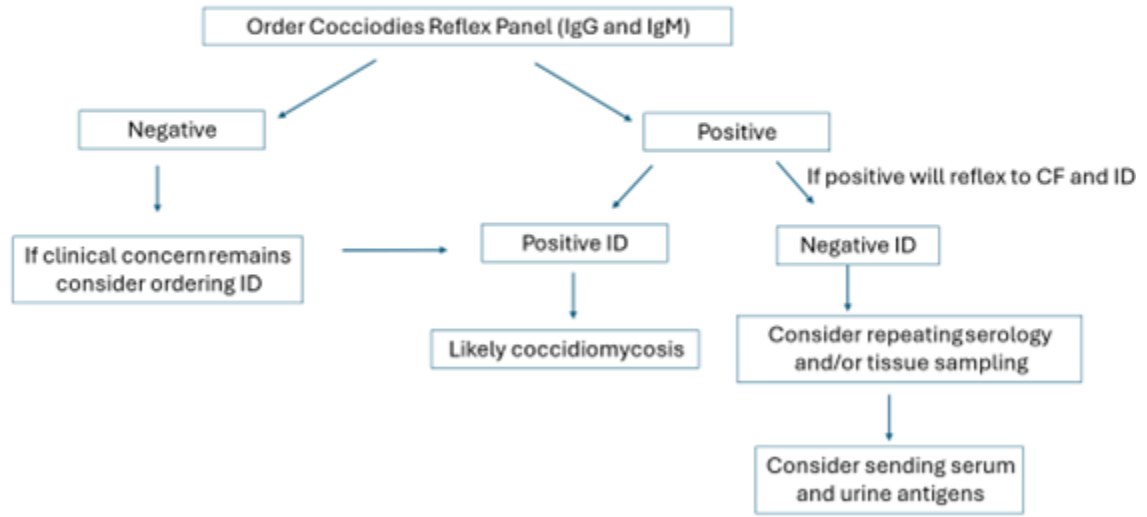 Order Cocciodies Reflex Panel (IgG and IgM)
Negative
Positive
If positive will reflex to CF and ID
If clinical concern remains
consider ordering ID
Positive ID
Negative ID
Likely coccidiomycosis
Consider repeating serology
and/or tissue sampling
Consider sending serum
and urine antigens